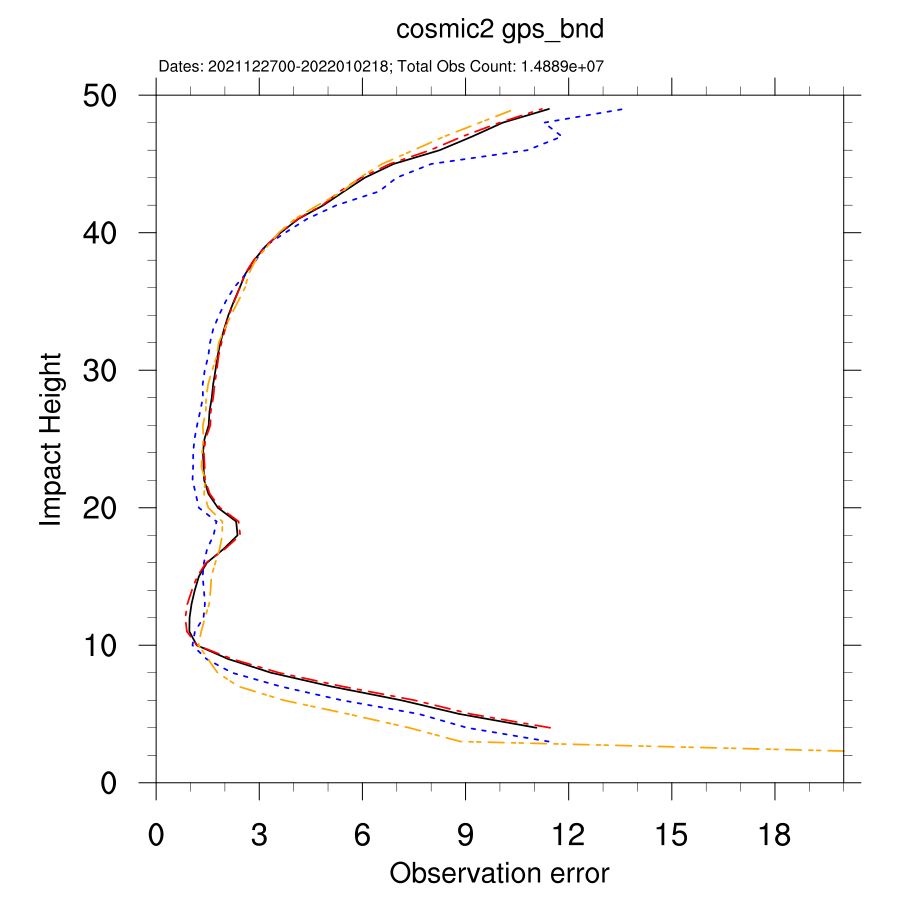 cosmic2 gps_bnd
Dates: 2021122700-2022010218; Total Obs Count: 1.4889e+07
50
40
30
20
10
0
Impact Height
0 3 6 9 12 15 18
Observation error